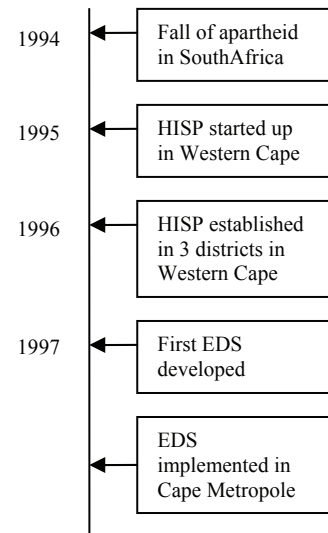 1994
Fall of apartheid
in SouthAfrica
1995
HISP started up
in Western Cape
1996
HISP established
in 3 districts in
Western Cape
1997
First EDS
developed
EDS
implemented in
Cape Metropole